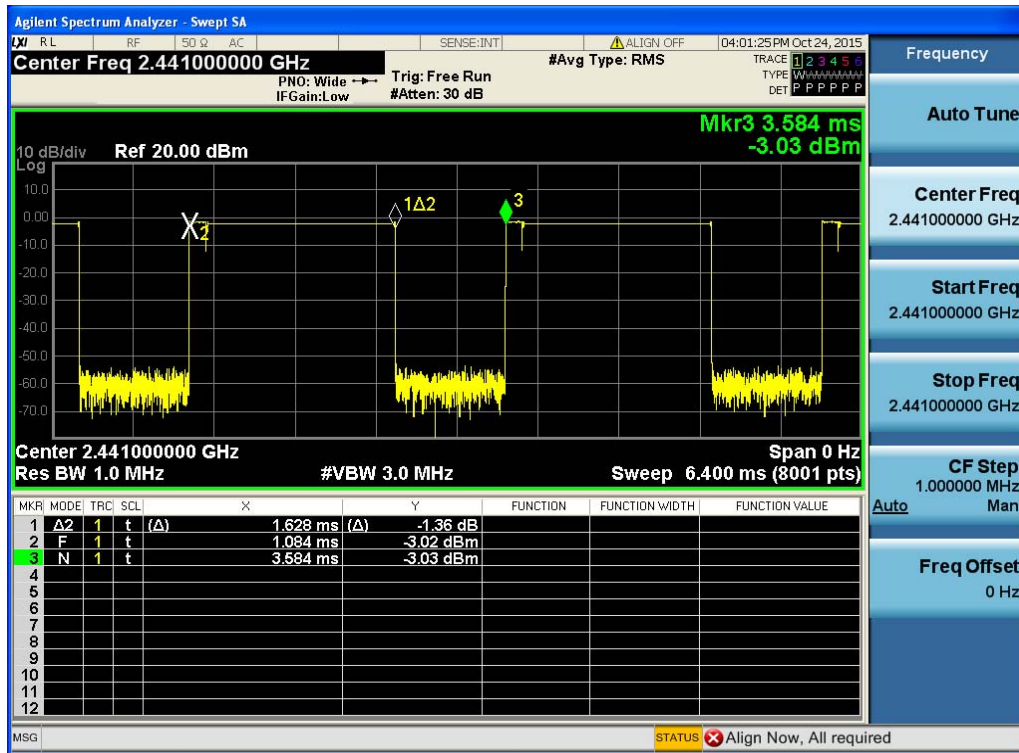 Agilent Spectrum Analyzer - Swept SA
LXI RL RF 50 Ω AC SENSE:INT ALIGN OFF 04:01:25 PM Oct 24, 2015
Center Freq 2.441000000 GHz #Avg Type: RMS TRACE 1 2 3 4 5 6
PNO: Wide Trig: Free Run TYPE WWWWWW
IFGain:Low #Atten: 30 dB DET P P P P P P
Mkr3 3.584 ms
10 dB/div Ref 20.00 dBm -3.03 dBm
Log
10.0
0.00
-10.0
-20.0
-30.0
-40.0
-50.0
-60.0
-70.0
2
1Δ2
3
Center 2.441000000 GHz Span 0 Hz
Res BW 1.0 MHz #VBW 3.0 MHz Sweep 6.400 ms (8001 pts)
MKR MODE TRC SCL X Y FUNCTION FUNCTION WIDTH FUNCTION VALUE
1 Δ2 1 t (Δ) 1.628 ms (Δ) -1.36 dB
2 F 1 t 1.084 ms -3.02 dBm
3 N 1 t 3.584 ms -3.03 dBm
4
5
6
7
8
9
10
11
12
MSG STATUS Align Now, All required
Frequency
Auto Tune
Center Freq
2.441000000 GHz
Start Freq
2.441000000 GHz
Stop Freq
2.441000000 GHz
CF Step
1.000000 MHz
Auto Man
Freq Offset
0 Hz